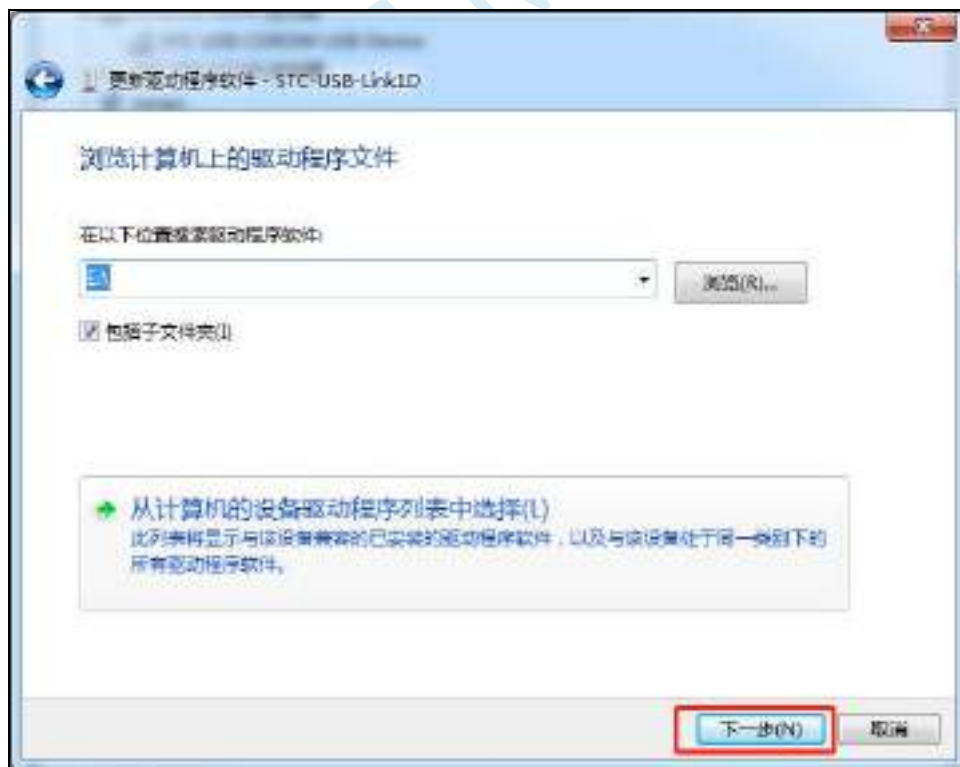 更新驱动程序软件 - STC-USB-Link1D
浏览计算机上的驱动程序文件
在以下位置搜索驱动程序软件:
E:\
浏览(R)...
包括子文件夹(I)
从计算机的设备驱动程序列表中选择(L)
此列表将显示与该设备兼容的已安装的驱动程序软件，以及与该设备处于同一类别下的
所有驱动程序软件。
下一步(N)
取消